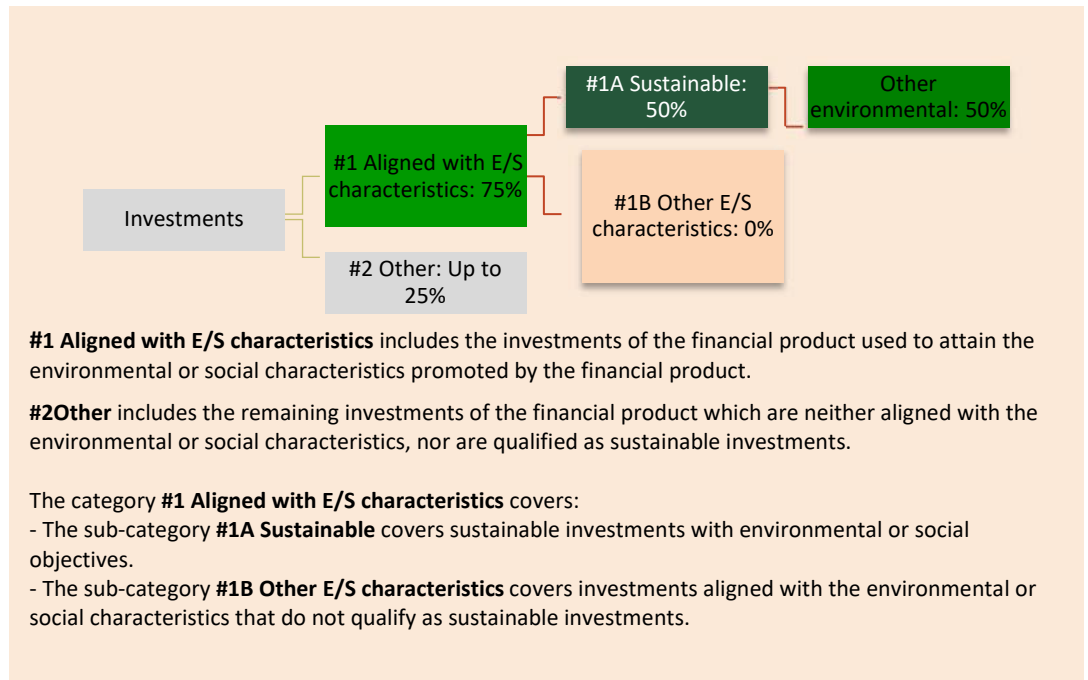 #1A Sustainable:
50%
Other
environmental: 50%
#1 Aligned with E/S
characteristics: 75%
#1B Other E/S
characteristics: 0%
Investments
#2 Other: Up to
25%
#1 Aligned with E/S characteristics includes the investments of the financial product used to attain the
environmental or social characteristics promoted by the financial product.
#2Other includes the remaining investments of the financial product which are neither aligned with the
environmental or social characteristics, nor are qualified as sustainable investments.
The category #1 Aligned with E/S characteristics covers:
- The sub-category #1A Sustainable covers sustainable investments with environmental or social
objectives.
- The sub-category #1B Other E/S characteristics covers investments aligned with the environmental or
social characteristics that do not qualify as sustainable investments.